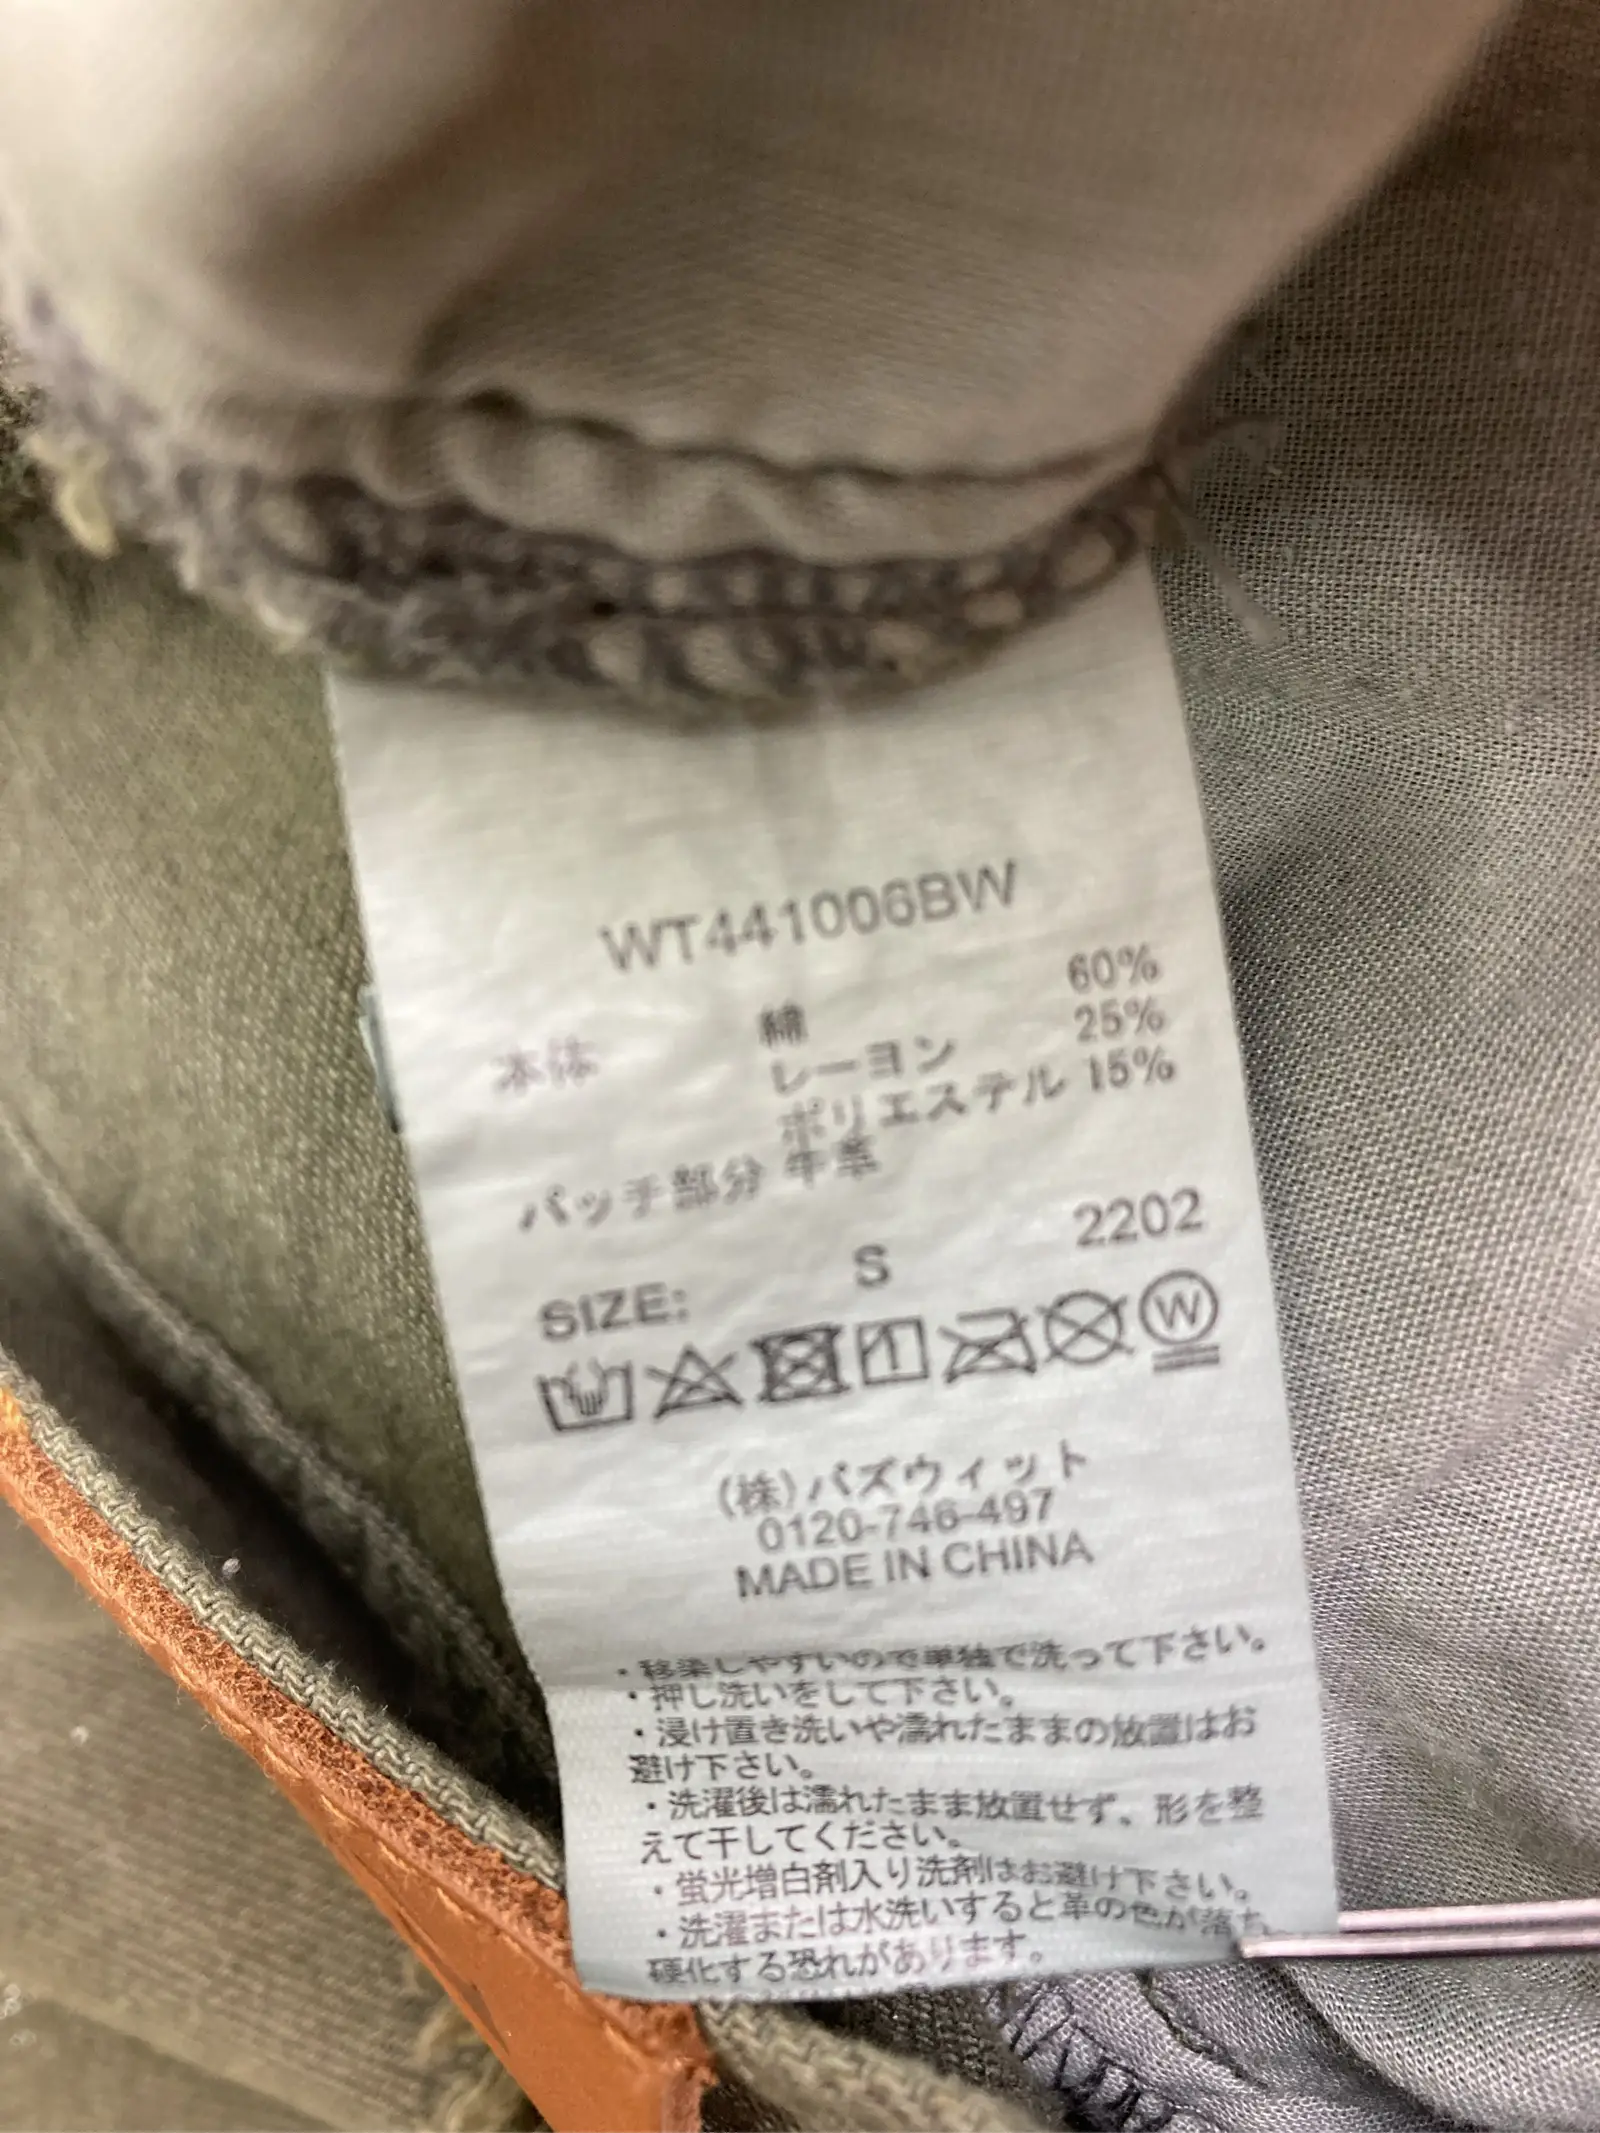 WT441006BW
本体 綿 60%
レーヨン 25%
ポリエステル 15%
パッチ部分 牛革
2202
SIZE: S
W
(株)パズウィット
0120-746-497
MADE IN CHINA
・移染しやすいので単独で洗って下さい。
・押し洗いをして下さい。
・浸け置き洗いや濡れたままの放置はお
避け下さい。
・洗濯後は濡れたまま放置せず、形を整
えて干してください。
・蛍光増白剤入り洗剤はお避け下さい。
・洗濯または水洗いすると革の色が落ち、
硬化する恐れがあります。